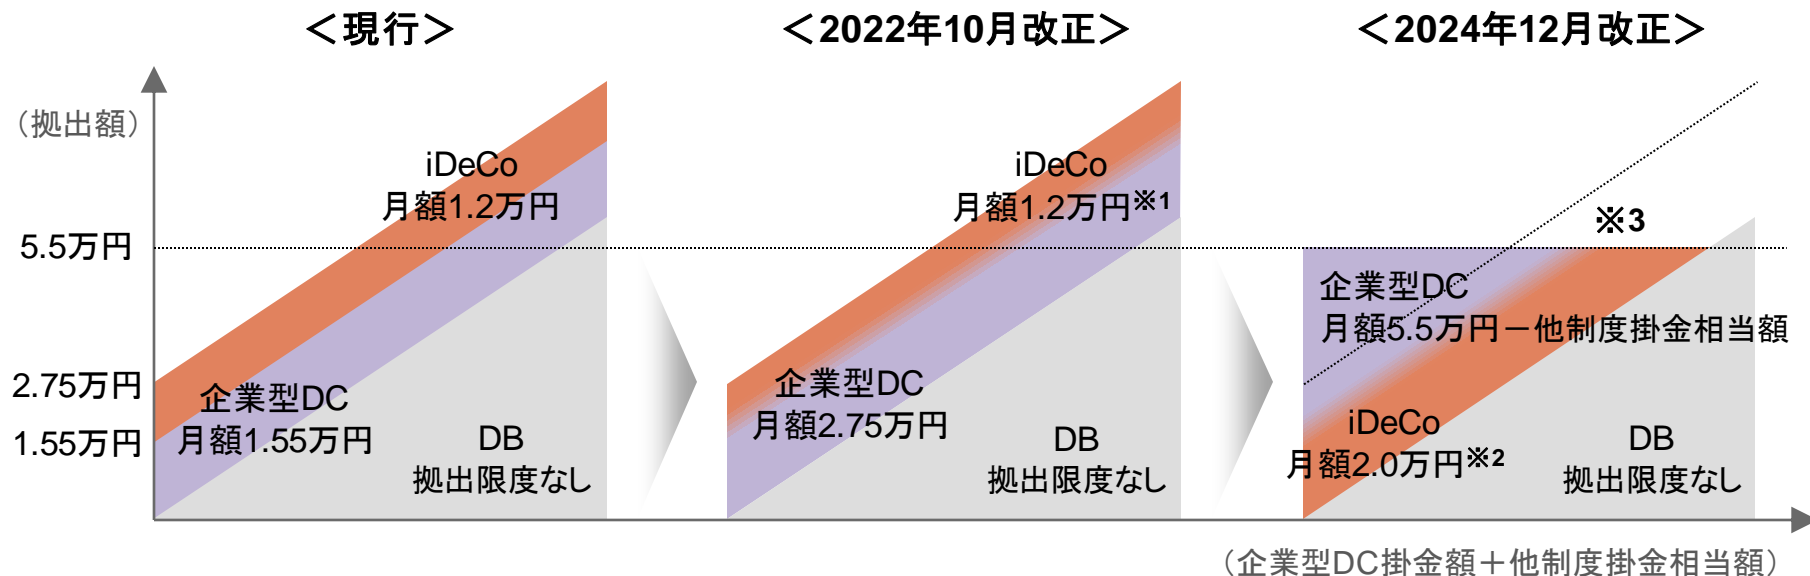 ＜現行＞
＜2022年10月改正＞
＜2024年12月改正＞
（拠出額）
5.5万円
2.75万円
1.55万円
iDeCo
月額1.2万円
企業型DC
月額1.55万円
DB
拠出限度なし
iDeCo
月額1.2万円※1
企業型DC
月額2.75万円
DB
拠出限度なし
※3
企業型DC
月額5.5万円－他制度掛金相当額
iDeCo
月額2.0万円※2
DB
拠出限度なし
（企業型DC掛金額＋他制度掛金相当額）